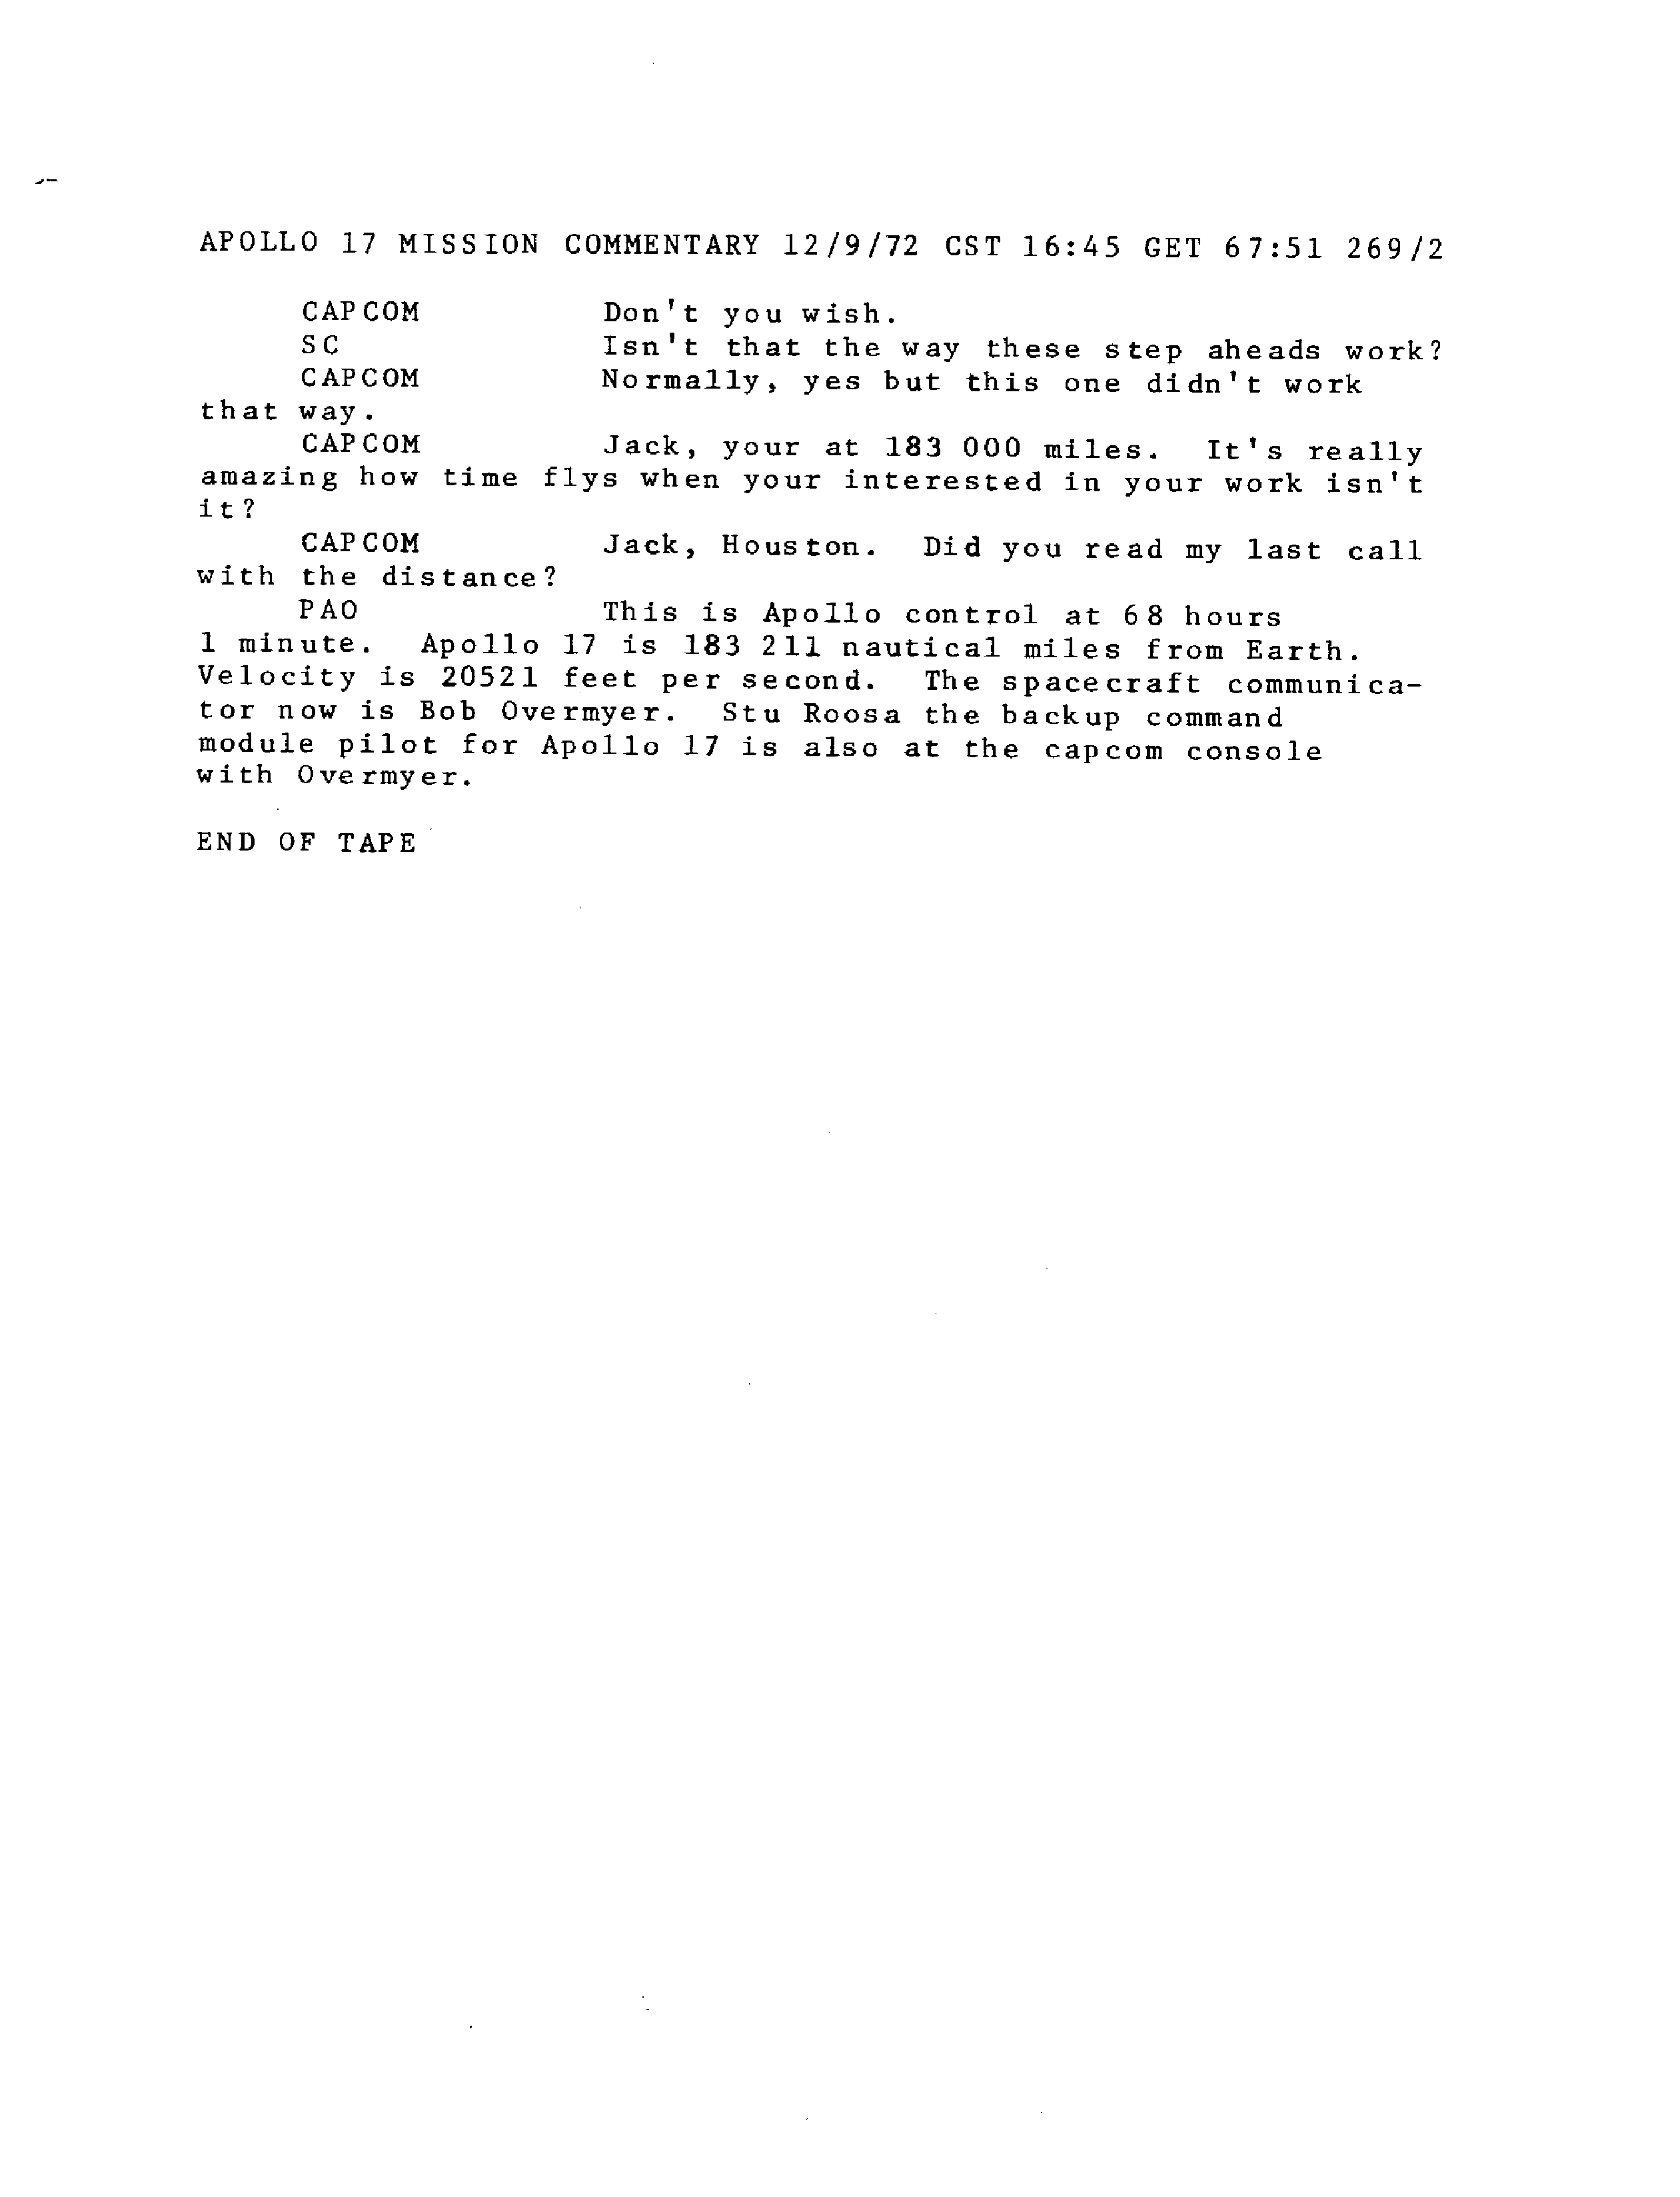 APOLLO 17 MISSION COMMENTARY 12/9/72 CST 16:45 GET 67:51 269/2
CAPCOM Don't you wish.
SC Isn't that the way these step aheads work?
CAPCOM Normally, yes but this one didn't work
that way.
CAPCOM Jack, your at 183 000 miles. It's really
amazing how time flys when your interested in your work isn't
it?
CAPCOM Jack, Houston. Did you read my last call
with the distance?
PAO This is Apollo control at 68 hours
1 minute. Apollo 17 is 183 211 nautical miles from Earth.
Velocity is 20521 feet per second. The spacecraft communica-
tor now is Bob Overmyer. Stu Roosa the backup command
module pilot for Apollo 17 is also at the capcom console
with Overmyer.
END OF TAPE